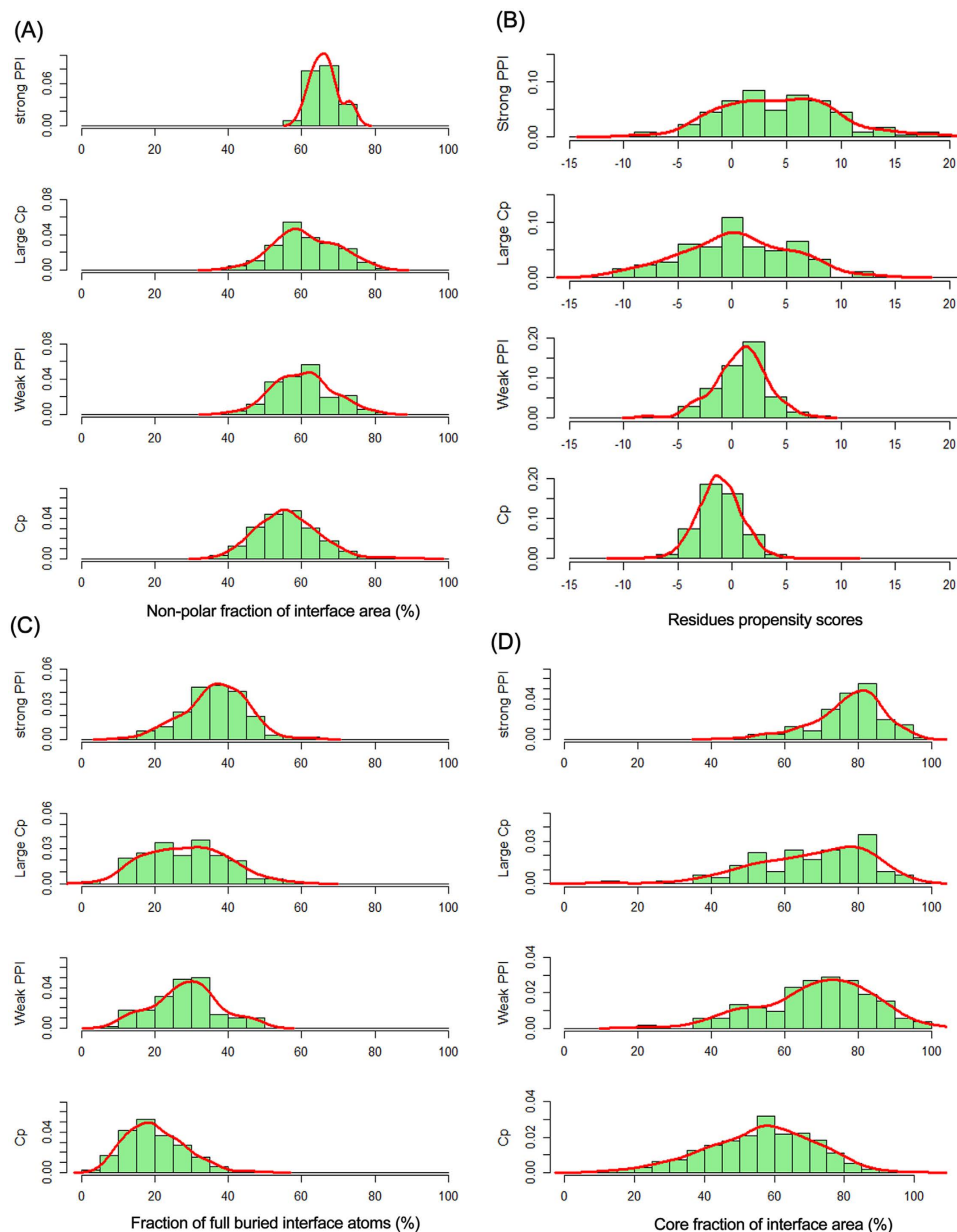 (A)
strong PPI
0.00 0.06
0 20 40 60 80 100
Large Cp
0.00 0.04 0.08
0 20 40 60 80 100
Weak PPI
0.00 0.04 0.08
0 20 40 60 80 100
Cp
0.00 0.04
0 20 40 60 80 100
Non-polar fraction of interface area (%)
(B)
Strong PPI
0.00 0.10
-15 -10 -5 0 5 10 15 20
Large Cp
0.00 0.10
-15 -10 -5 0 5 10 15 20
Weak PPI
0.00 0.10 0.20
-15 -10 -5 0 5 10 15 20
Cp
0.00 0.10 0.20
-15 -10 -5 0 5 10 15 20
Residues propensity scores
(C)
strong PPI
0.00 0.03 0.06
0 20 40 60 80 100
Large Cp
0.00 0.03 0.06
0 20 40 60 80 100
Weak PPI
0.00 0.04
0 20 40 60 80 100
Cp
0.00 0.04
0 20 40 60 80 100
Fraction of full buried interface atoms (%)
(D)
strong PPI
0.00 0.04
0 20 40 60 80 100
Large Cp
0.00 0.03
0 20 40 60 80 100
Weak PPI
0.00 0.02 0.04
0 20 40 60 80 100
Cp
0.00 0.02 0.04
0 20 40 60 80 100
Core fraction of interface area (%)